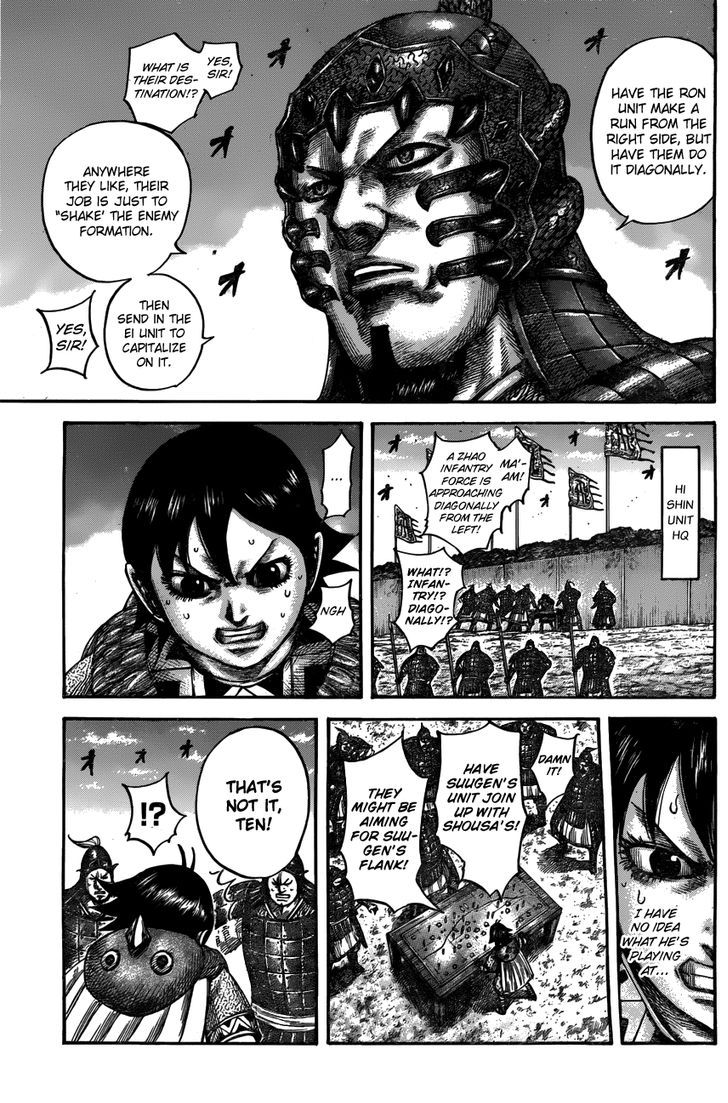 HAVE THE RON
UNIT MAKE A
RUN FROM THE
RIGHT SIDE, BUT
HAVE THEM DO
IT DIAGONALLY.
YES,
SIR!
WHAT IS
THEIR DES-
TINATION!?
ANYWHERE
THEY LIKE, THEIR
JOB IS JUST TO
"SHAKE' THE ENEMY
FORMATION.
THEN
SEND IN THE
EI UNIT TO
CAPITALIZE
ON IT.
YES,
SIR!
HI
SHIN
UNIT
HQ
MA'-
AM!
A ZHAO
INFANTRY
FORCE IS
APPROACHING
DIAGONALLY
FROM THE
LEFT!
WHAT!?
INFAN-
TRY!?
DIAG-
ONALLY!?
...
NGH
I HAVE
NO IDEA
WHAT HE'S
PLAYING
AT...
DAMN
IT!
HAVE
SUUGEN'S
UNIT JOIN
UP WITH
SHOUSA'S!
THEY
MIGHT BE
AIMING
FOR SUU-
GEN'S
FLANK!
THAT'S
NOT IT,
TEN!
!?